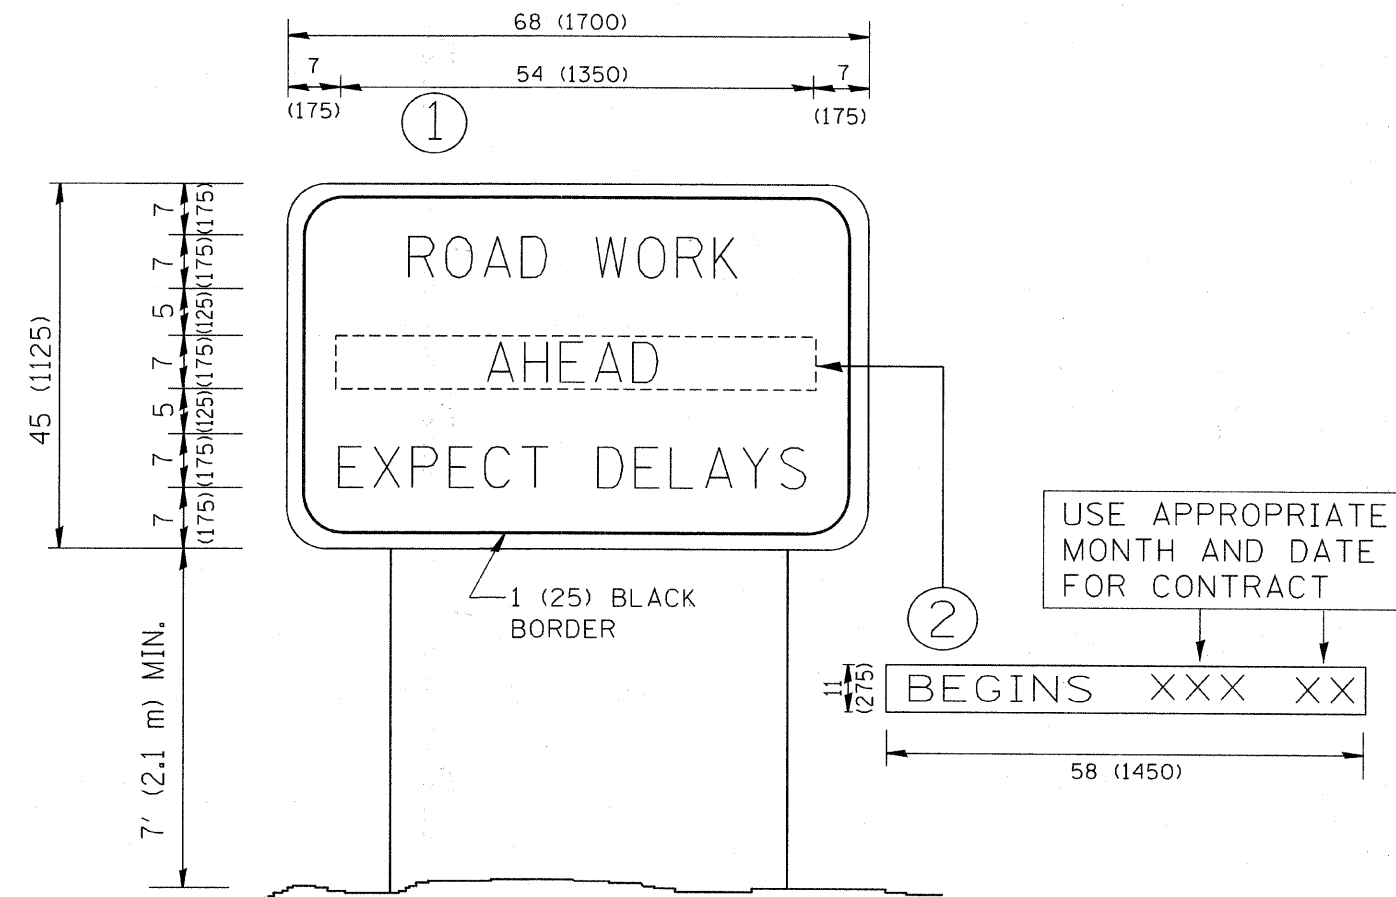 68 (1700)
7 54 (1350) 7
(175) (175)
1
45 (1125)
7 (175)
7 (175)
5 (125)
7 (175)
5 (125)
7 (175)
7 (175)
ROAD WORK
AHEAD
EXPECT DELAYS
1 (25) BLACK
BORDER
7' (2.1 m) MIN.
USE APPROPRIATE
MONTH AND DATE
FOR CONTRACT
2
11 (275)
BEGINS XXX XX
58 (1450)